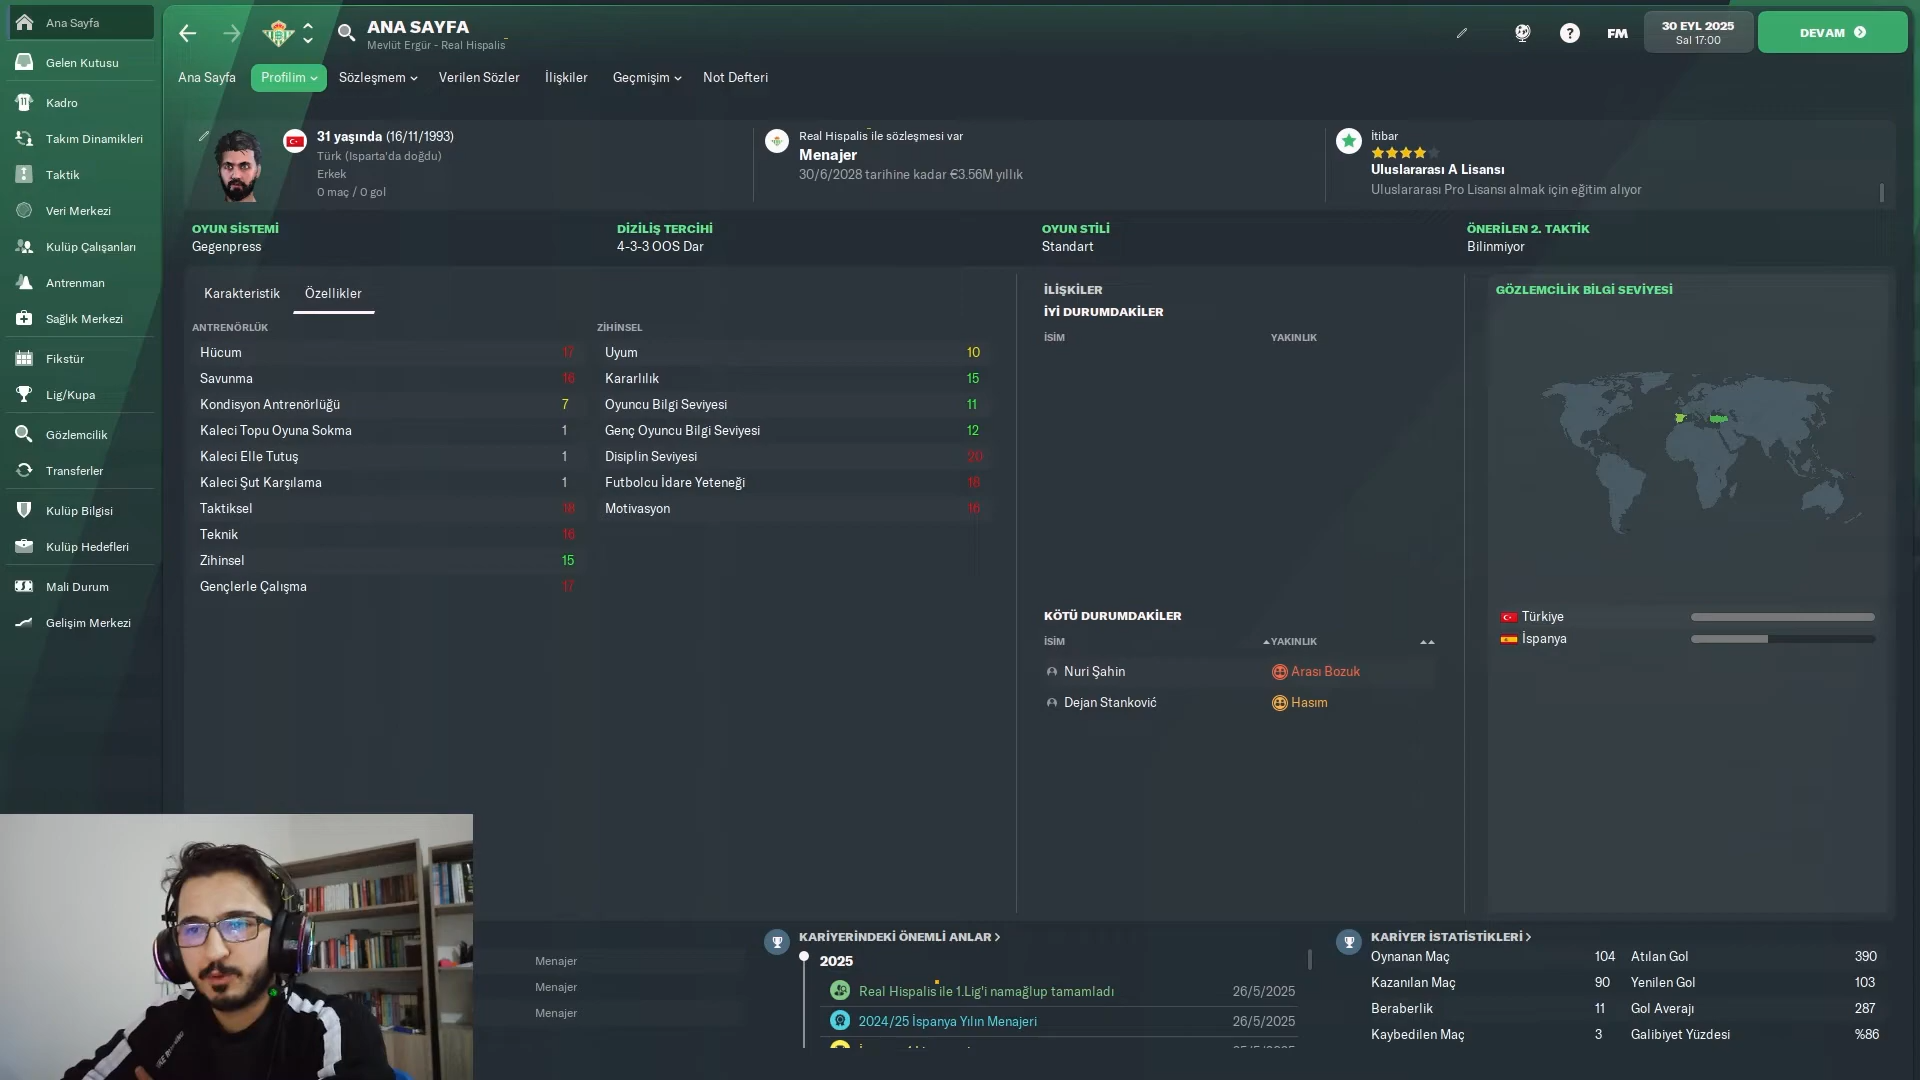 Ana Sayfa
Gelen Kutusu
Kadro
Takım Dinamikleri
Taktik
Veri Merkezi
Kulüp Çalışanları
Antrenman
Sağlık Merkezi
Fikstür
Lig/Kupa
Gözlemcilik
Transferler
Kulüp Bilgisi
Kulüp Hedefleri
Mali Durum
Gelişim Merkezi
ANA SAYFA
Mevlüt Ergür - Real Hispalis
FM
30 EYL 2025
Sal 17:00
DEVAM
Ana Sayfa Profilim Sözleşmem Verilen Sözler İlişkiler Geçmişim Not Defteri
31 yaşında (16/11/1993)
Türk (Isparta'da doğdu)
Erkek
0 maç / 0 gol
Real Hispalis ile sözleşmesi var
Menajer
30/6/2028 tarihine kadar €3.56M yıllık
İtibar
Uluslararası A Lisansı
Uluslararası Pro Lisansı almak için eğitim alıyor
OYUN SİSTEMİ
Gegenpress
DİZİLİŞ TERCİHİ
4-3-3 OOS Dar
OYUN STİLİ
Standart
ÖNERİLEN 2. TAKTİK
Bilinmiyor
Karakteristik Özellikler
ANTRENÖRLÜK
Hücum 17
Savunma 16
Kondisyon Antrenörlüğü 7
Kaleci Topu Oyuna Sokma 1
Kaleci Elle Tutuş 1
Kaleci Şut Karşılama 1
Taktiksel 18
Teknik 16
Zihinsel 15
Gençlerle Çalışma 17
ZİHİNSEL
Uyum 10
Kararlılık 15
Oyuncu Bilgi Seviyesi 11
Genç Oyuncu Bilgi Seviyesi 12
Disiplin Seviyesi 20
Futbolcu İdare Yeteneği
Motivasyon 16
İLİŞKİLER
İYİ DURUMDAKİLER
İSİM YAKINLIK
KÖTÜ DURUMDAKİLER
İSİM YAKINLIK
Nuri Şahin Arası Bozuk
Dejan Stanković Hasım
GÖZLEMCİLİK BİLGİ SEVİYESİ
Türkiye
İspanya
Menajer
Menajer
Menajer
KARİYERİNDEKİ ÖNEMLİ ANLAR
2025
Real Hispalis ile 1.Lig'i namağlup tamamladı 26/5/2025
2024/25 İspanya Yılın Menajeri 26/5/2025
KARİYER İSTATİSTİKLERİ
Oynanan Maç 104 Atılan Gol 390
Kazanılan Maç 90 Yenilen Gol 103
Beraberlik 11 Gol Averajı 287
Kaybedilen Maç 3 Galibiyet Yüzdesi %86